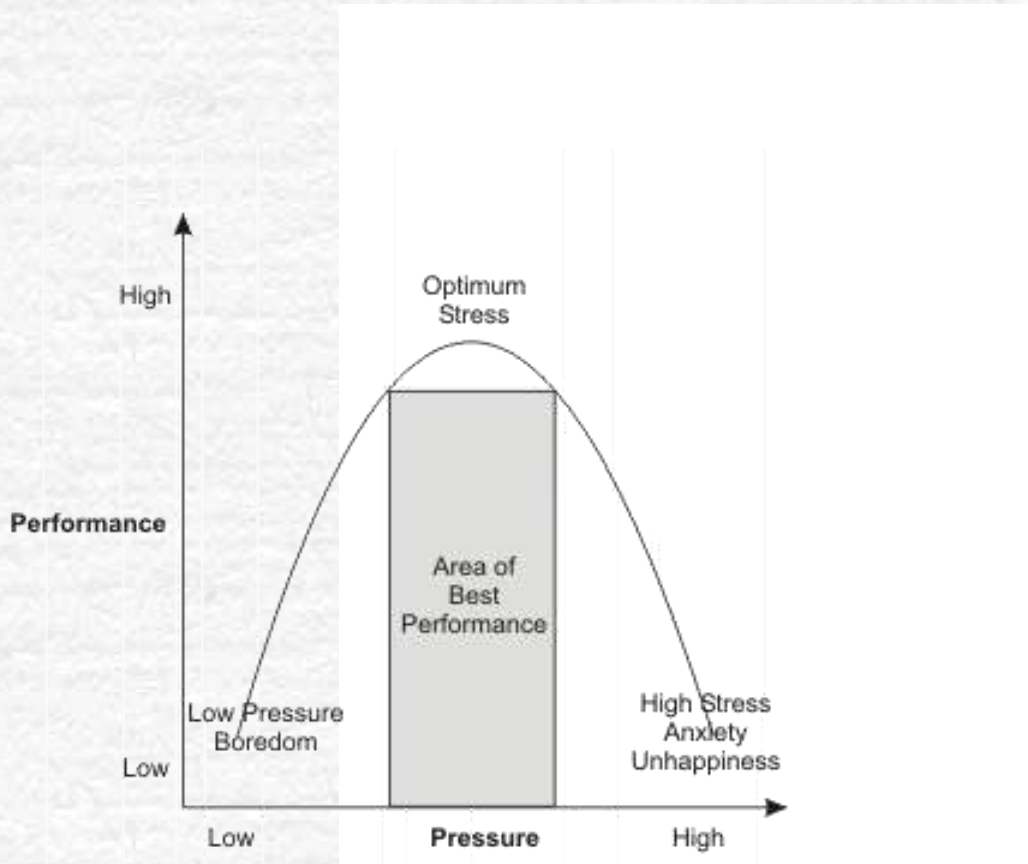 High
Optimum
Stress
Performance
Area of
Best
Performance
Low Pressure
Boredom
High Stress
Anxiety
Unhappiness
Low
Low
Pressure
High